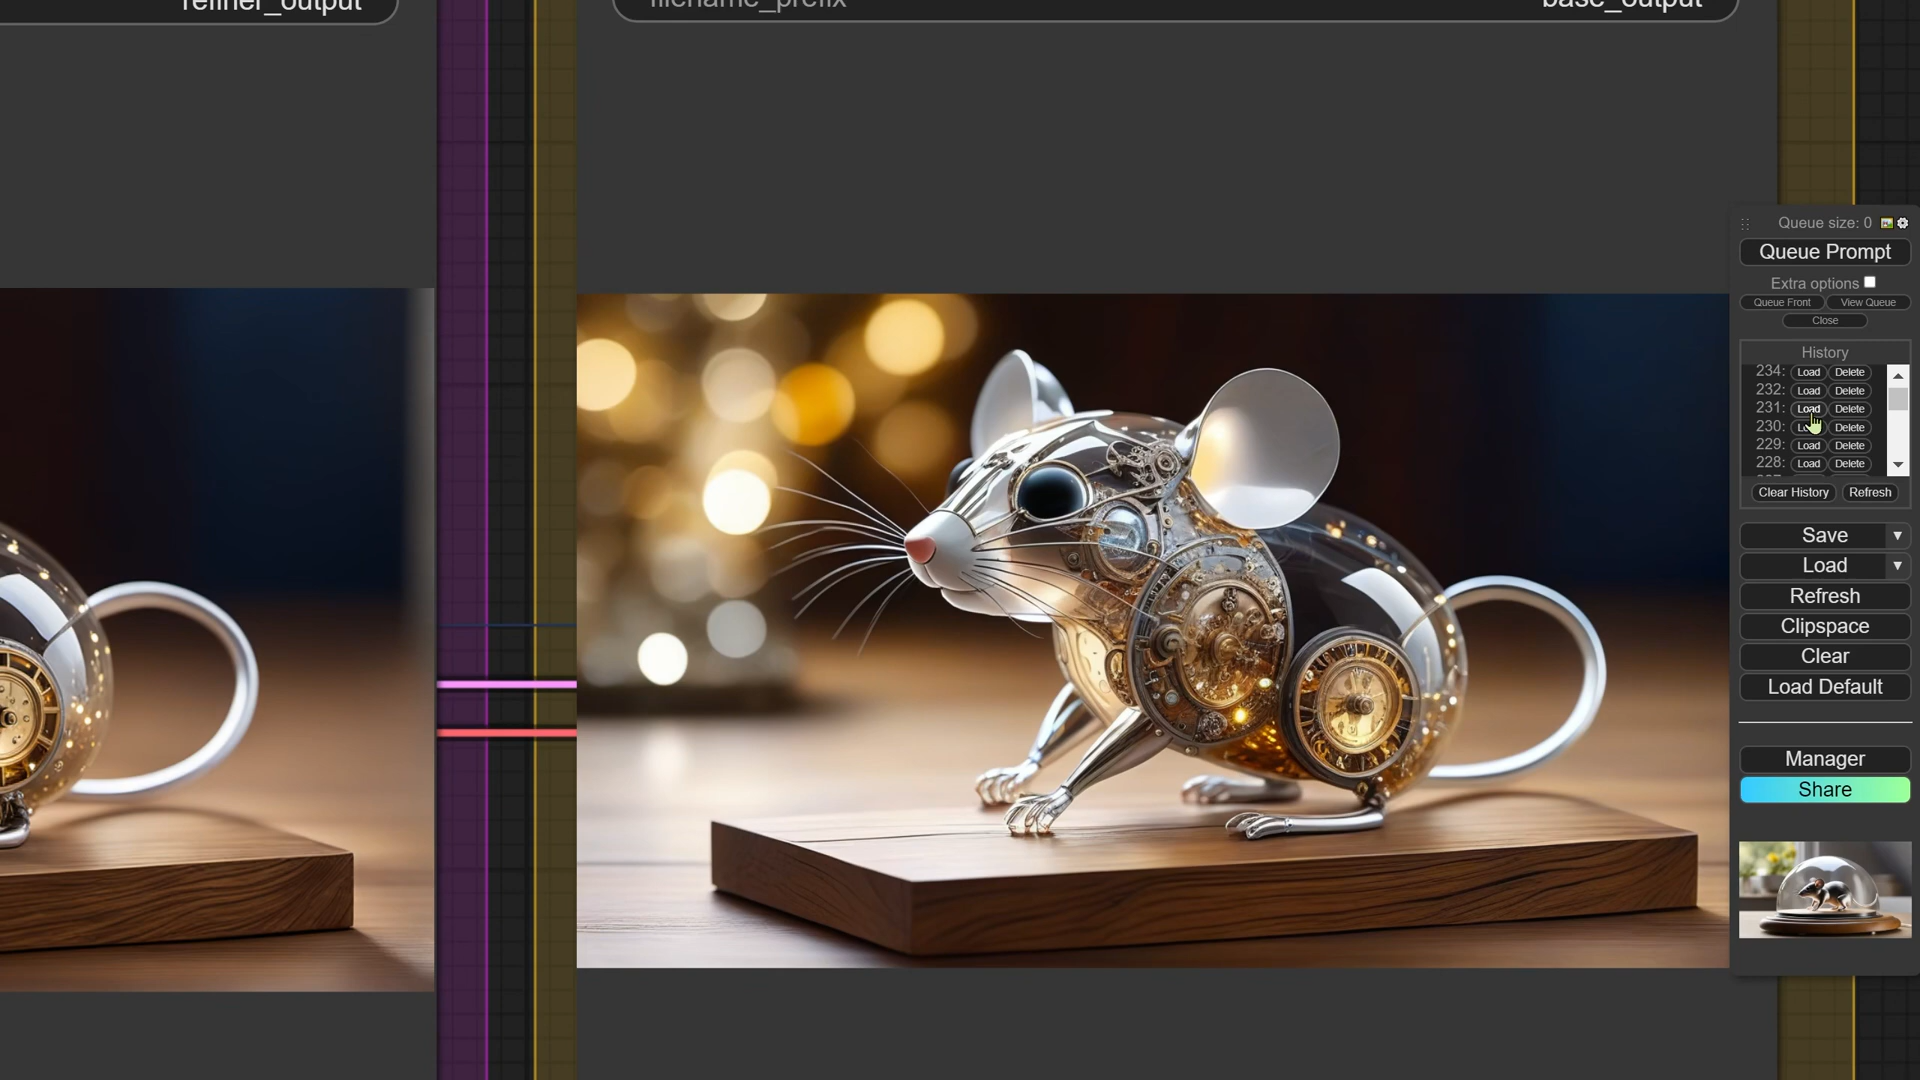 refiner_output
filename_prefix base_output
Queue size: 0
Queue Prompt
Extra options
Queue Front View Queue
Close
History
234: Load Delete
232: Load Delete
231: Load Delete
230: Load Delete
229: Load Delete
228: Load Delete
Clear History Refresh
Save ▼
Load ▼
Refresh
Clipspace
Clear
Load Default
Manager
Share